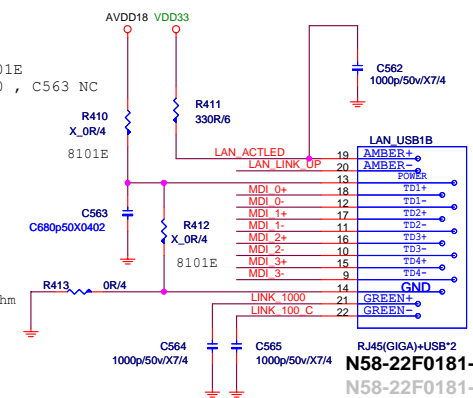 AVDD18 VDD33
01E
, C563 NC
C562
1000p/50v/X7/4
R410
X_0R/4
R411
330R/6
8101E
LAN_USB1B
LAN_ACTLED 19 AMBER+
LAN_LINK_UP 20 AMBER-
13 POWER
MDI_0+ 18 TD1+
MDI_0- 12 TD1-
MDI_1+ 17 TD2+
MDI_1- 11 TD2-
MDI_2+ 16 TD3+
MDI_2- 10 TD3-
MDI_3+ 15 TD4+
MDI_3- 9 TD4-
14 GND
LINK_1000 21 GREEN+
LINK_100_C 22 GREEN-
C563
C680p50X0402
R412
X_0R/4
8101E
R413 0R/4
hm
C564
1000p/50v/X7/4
C565
1000p/50v/X7/4
RJ45(GIGA)+USB*2
N58-22F0181-
N58-22F0181-